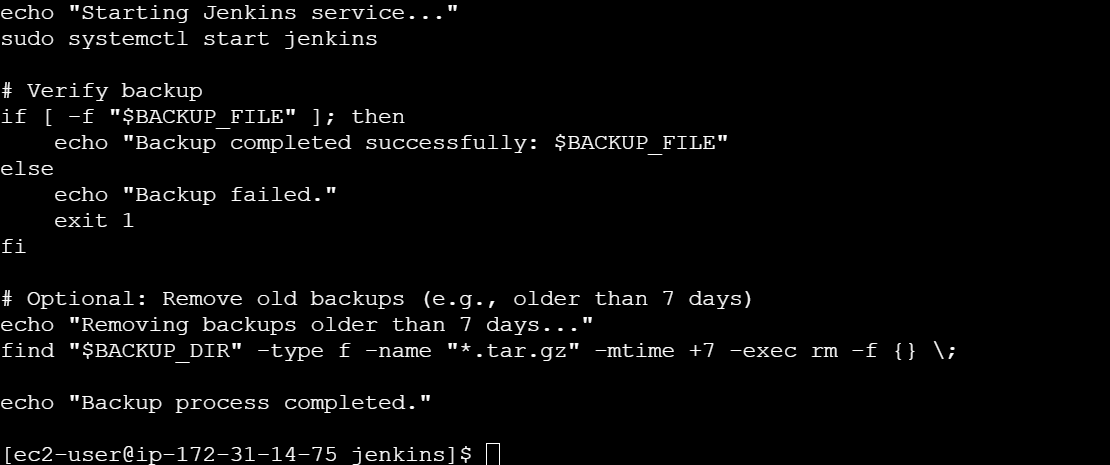 echo "Starting Jenkins service..."
sudo systemctl start jenkins

# Verify backup
if [ -f "$BACKUP_FILE" ]; then
    echo "Backup completed successfully: $BACKUP_FILE"
else
    echo "Backup failed."
    exit 1
fi

# Optional: Remove old backups (e.g., older than 7 days)
echo "Removing backups older than 7 days..."
find "$BACKUP_DIR" -type f -name "*.tar.gz" -mtime +7 -exec rm -f {} \;

echo "Backup process completed."

[ec2-user@ip-172-31-14-75 jenkins]$